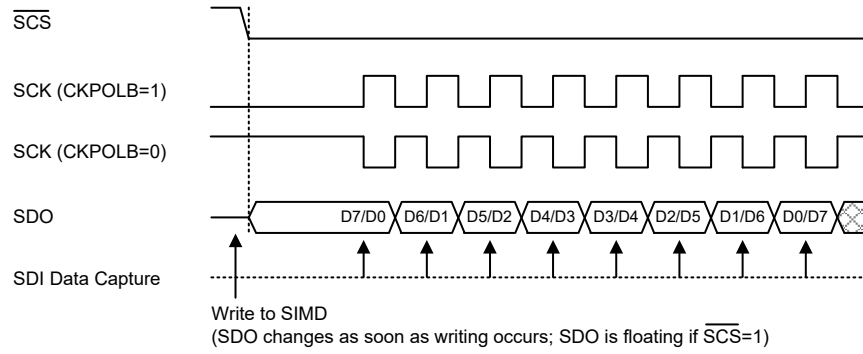 SCS
SCK (CKPOLB=1)
SCK (CKPOLB=0)
SDO
D7/D0 D6/D1 D5/D2 D4/D3 D3/D4 D2/D5 D1/D6 D0/D7
SDI Data Capture
Write to SIMD
(SDO changes as soon as writing occurs; SDO is floating if SCS=1)